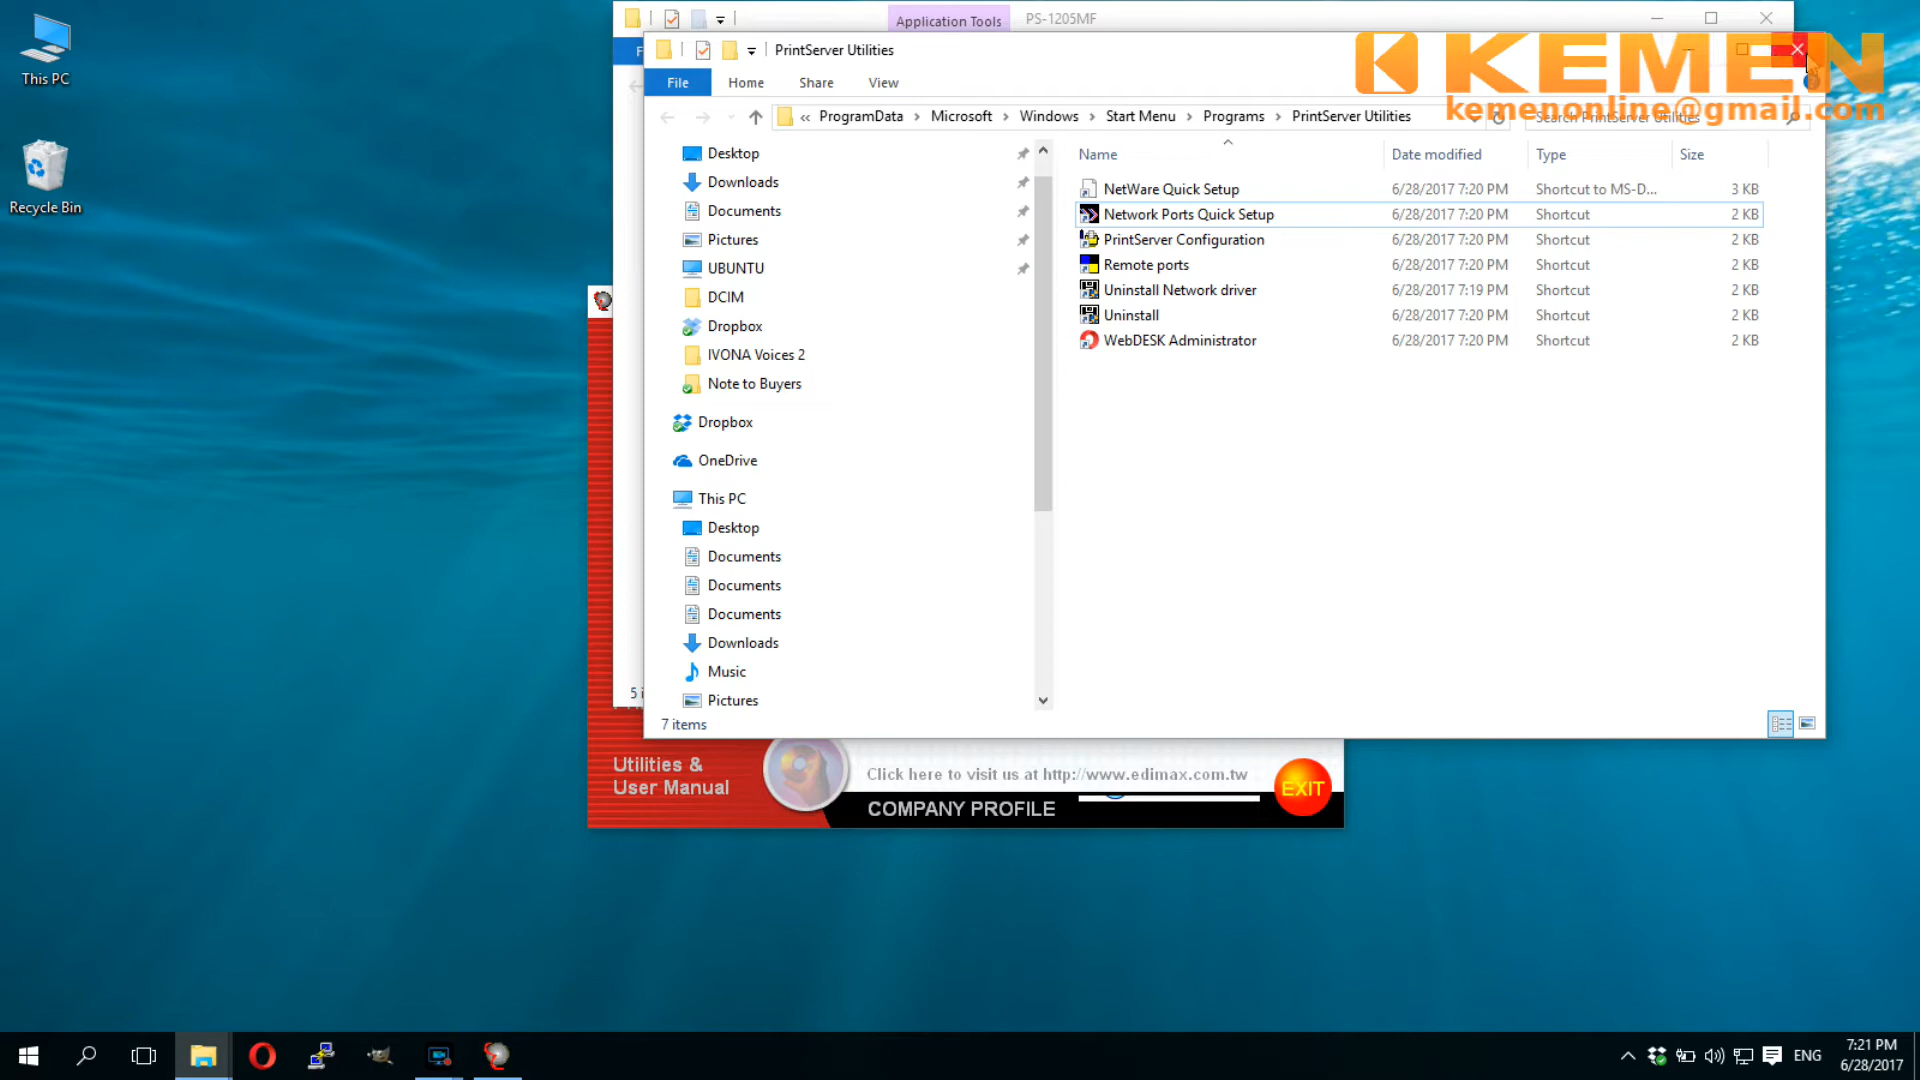 This PC
Recycle Bin
Application Tools
PS-1205MF
PrintServer Utilities
KEMEN
kemenonline@gmail.com
File
Home
Share
View
« ProgramData > Microsoft > Windows > Start Menu > Programs > PrintServer Utilities
Search PrintServer Utilities
Name
Date modified
Type
Size
Desktop
Downloads
Documents
Pictures
UBUNTU
DCIM
Dropbox
IVONA Voices 2
Note to Buyers
Dropbox
OneDrive
This PC
Desktop
Documents
Documents
Documents
Downloads
Music
Pictures
NetWare Quick Setup 6/28/2017 7:20 PM Shortcut to MS-D... 3 KB
Network Ports Quick Setup 6/28/2017 7:20 PM Shortcut 2 KB
PrintServer Configuration 6/28/2017 7:20 PM Shortcut 2 KB
Remote ports 6/28/2017 7:20 PM Shortcut 2 KB
Uninstall Network driver 6/28/2017 7:19 PM Shortcut 2 KB
Uninstall 6/28/2017 7:20 PM Shortcut 2 KB
WebDESK Administrator 6/28/2017 7:20 PM Shortcut 2 KB
7 items
Utilities &
User Manual
Click here to visit us at http://www.edimax.com.tw
COMPANY PROFILE
EXIT
ENG
7:21 PM
6/28/2017